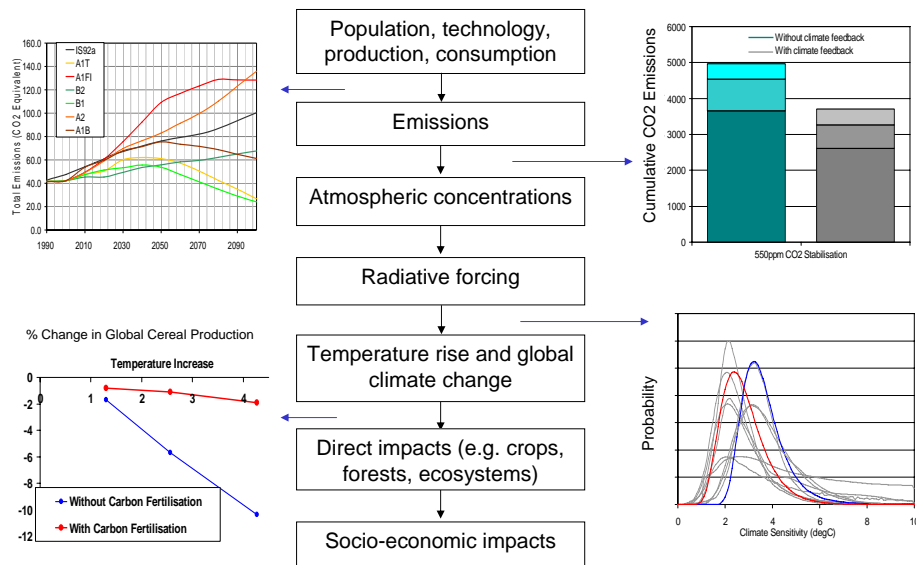 Population, technology,
production, consumption
Emissions
Atmospheric concentrations
Radiative forcing
Temperature rise and global
climate change
Direct impacts (e.g. crops,
forests, ecosystems)
Socio-economic impacts
Total Emissions (CO2 Equivalent)
160.0
140.0
120.0
100.0
80.0
60.0
40.0
20.0
0.0
IS92a
A1T
A1FI
B2
B1
A2
A1B
1990 2010 2030 2050 2070 2090
Cumulative CO2 Emissions
6000
5000
4000
3000
2000
1000
0
Without climate feedback
With climate feedback
550ppm CO2 Stabilisation
% Change in Global Cereal Production
Temperature Increase
0 1 2 3 4
0
-2
-4
-6
-8
-10
-12
Without Carbon Fertilisation
With Carbon Fertilisation
Probability
0 2 4 6 8 10
Climate Sensitivity (degC)